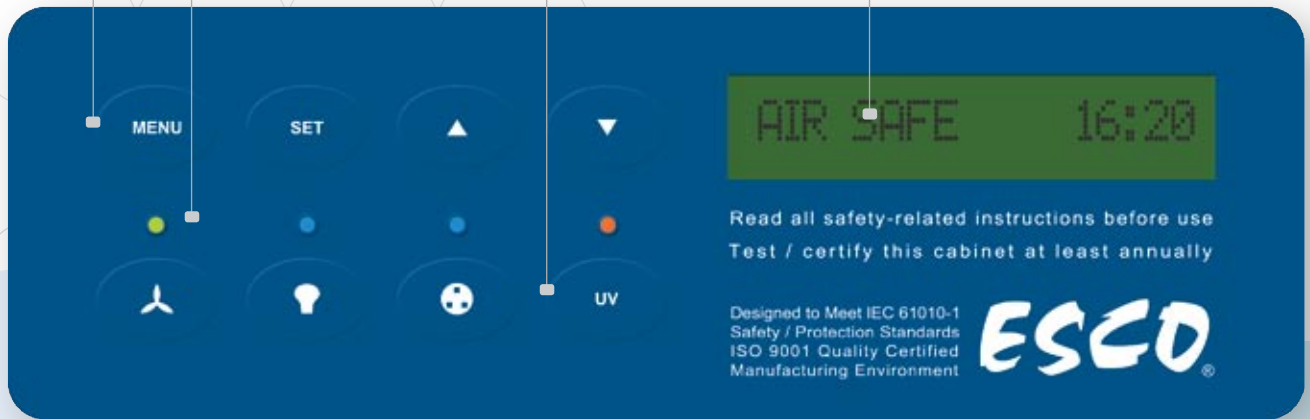 MENU SET
AIR SAFE 16:20
UV
Read all safety-related instructions before use
Test / certify this cabinet at least annually
Designed to Meet IEC 61010-1
Safety / Protection Standards
ISO 9001 Quality Certified
Manufacturing Environment
ESCO®